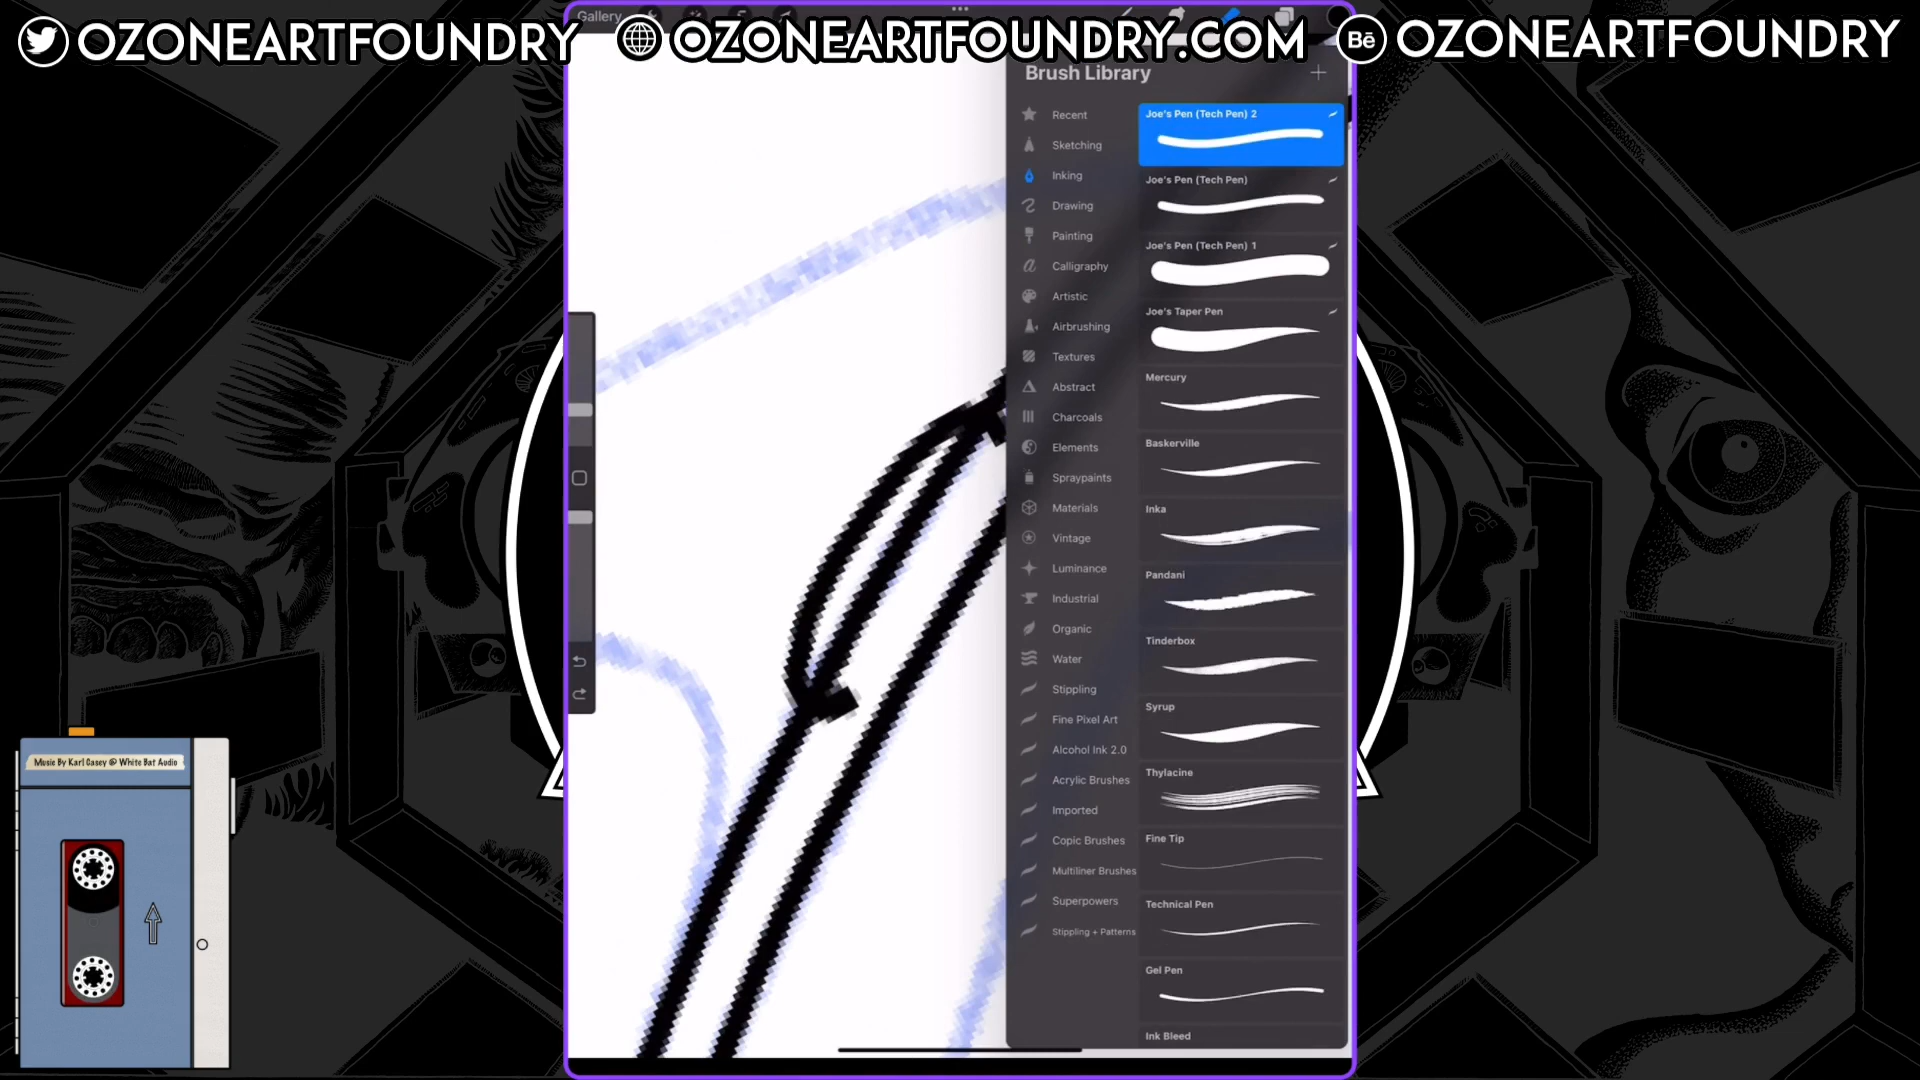 OZONEARTFOUNDRY
OZONEARTFOUNDRY.COM
Bē
OZONEARTFOUNDRY
Gallery
Brush Library
Recent
Sketching
Inking
Drawing
Painting
Calligraphy
Artistic
Airbrushing
Textures
Abstract
Charcoals
Elements
Spraypaints
Materials
Vintage
Luminance
Industrial
Organic
Water
Stippling
Fine Pixel Art
Alcohol Ink 2.0
Acrylic Brushes
Imported
Copic Brushes
Multiliner Brushes
Superpowers
Stippling + Patterns
Joe's Pen (Tech Pen) 2
Joe's Pen (Tech Pen)
Joe's Pen (Tech Pen) 1
Joe's Taper Pen
Mercury
Baskerville
Inka
Pandani
Tinderbox
Syrup
Thylacine
Fine Tip
Technical Pen
Gel Pen
Ink Bleed
Music By Karl Casey @ White Bat Audio